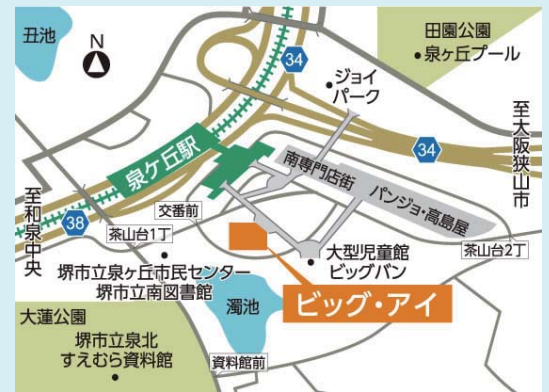 丑池
N
34
ジョイ
パーク
田園公園
泉ヶ丘プール
至大阪狭山市
34
泉ケ丘駅
南専門店街
パンジョ・高島屋
至和泉中央
38
交番前
茶山台1丁
茶山台2丁
堺市立泉ヶ丘市民センター
堺市立南図書館
大型児童館
ビッグバン
濁池
ビッグ・アイ
大蓮公園
堺市立泉北
すえむら資料館
資料館前